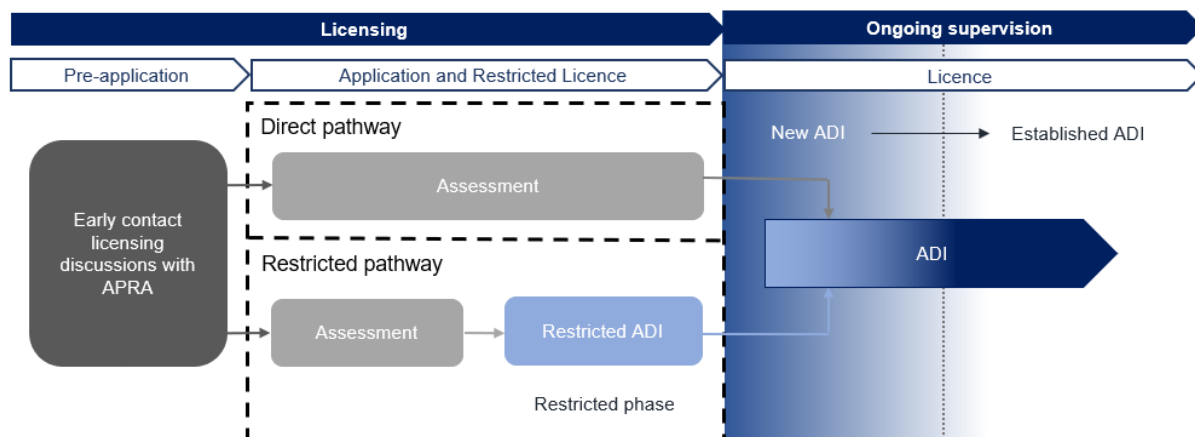 Licensing
Ongoing supervision
Pre-application
Application and Restricted Licence
Licence
Direct pathway
New ADI
Established ADI
Assessment
Early contact
licensing
discussions with
APRA
ADI
Restricted pathway
Assessment
Restricted ADI
Restricted phase